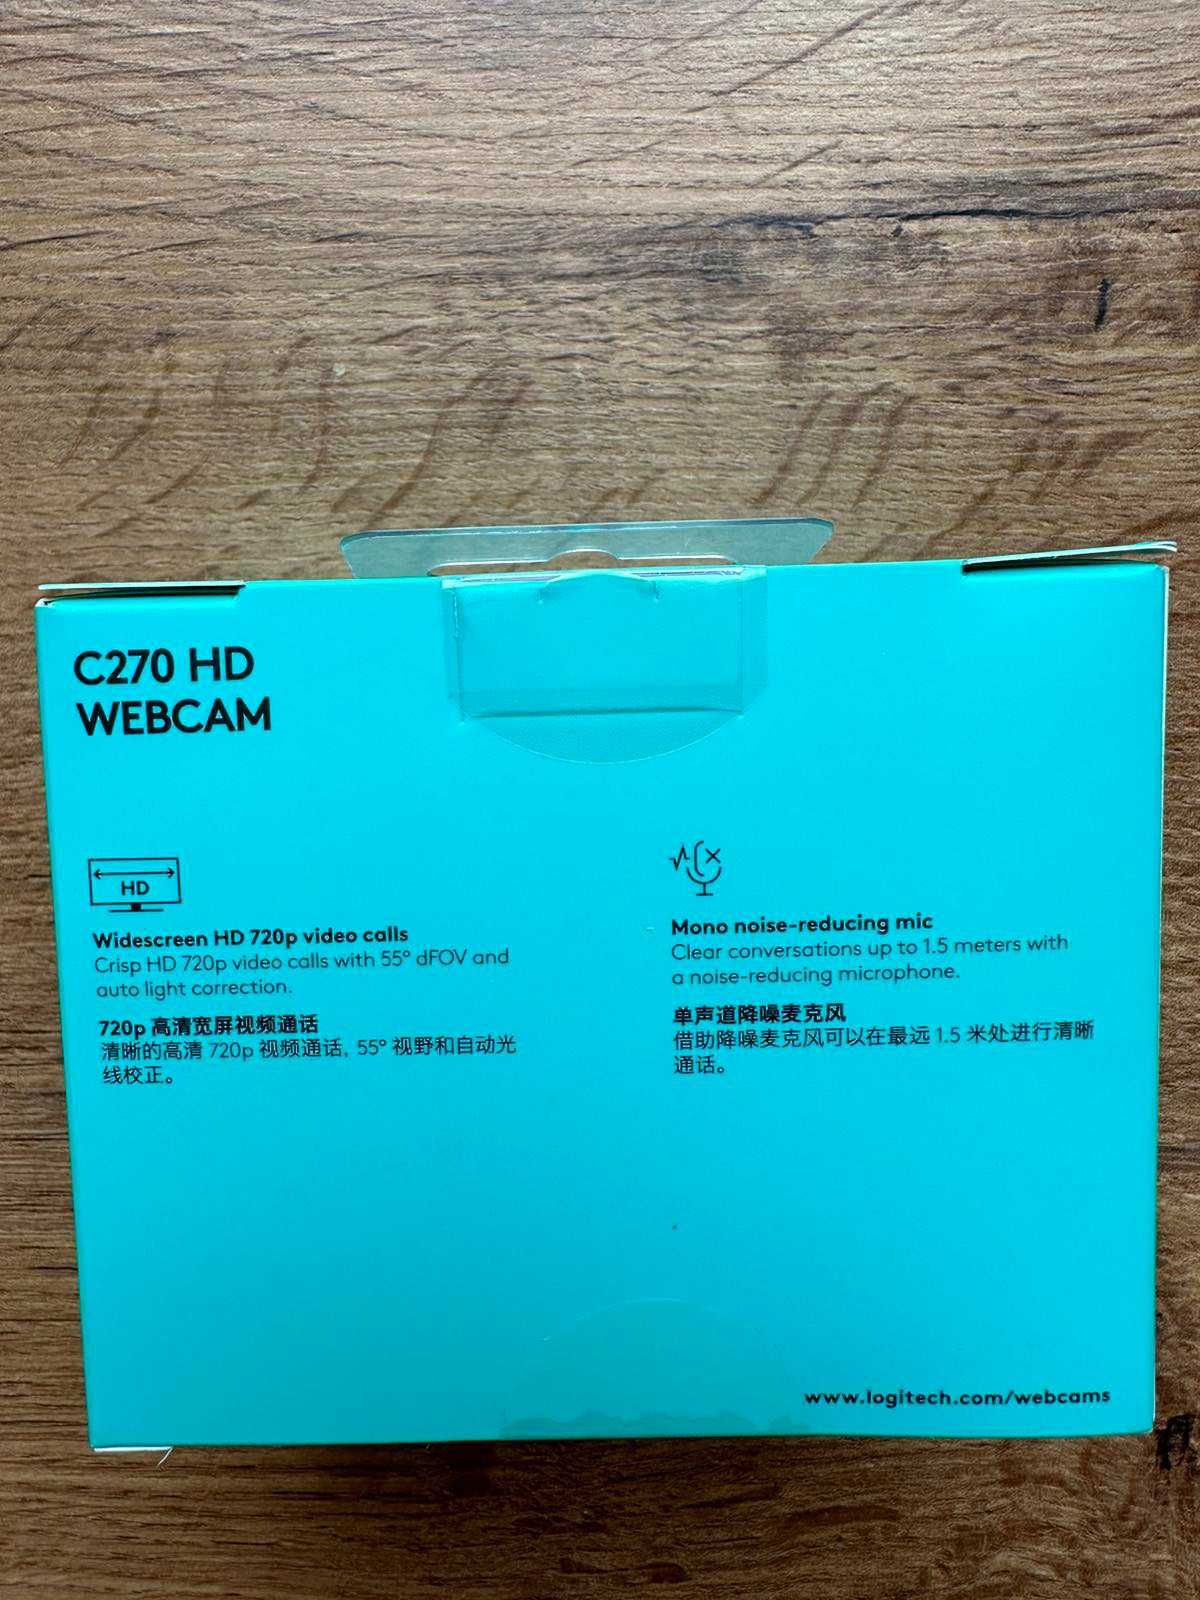 C270 HD
WEBCAM
HD
Widescreen HD 720p video calls
Crisp HD 720p video calls with 55° dFOV and
auto light correction.
720p 高清宽屏视频通话
清晰的高清 720p 视频通话, 55° 视野和自动光
线校正。
Mono noise-reducing mic
Clear conversations up to 1.5 meters with
a noise-reducing microphone.
单声道降噪麦克风
借助降噪麦克风可以在最远 1.5 米处进行清晰
通话。
www.logitech.com/webcams